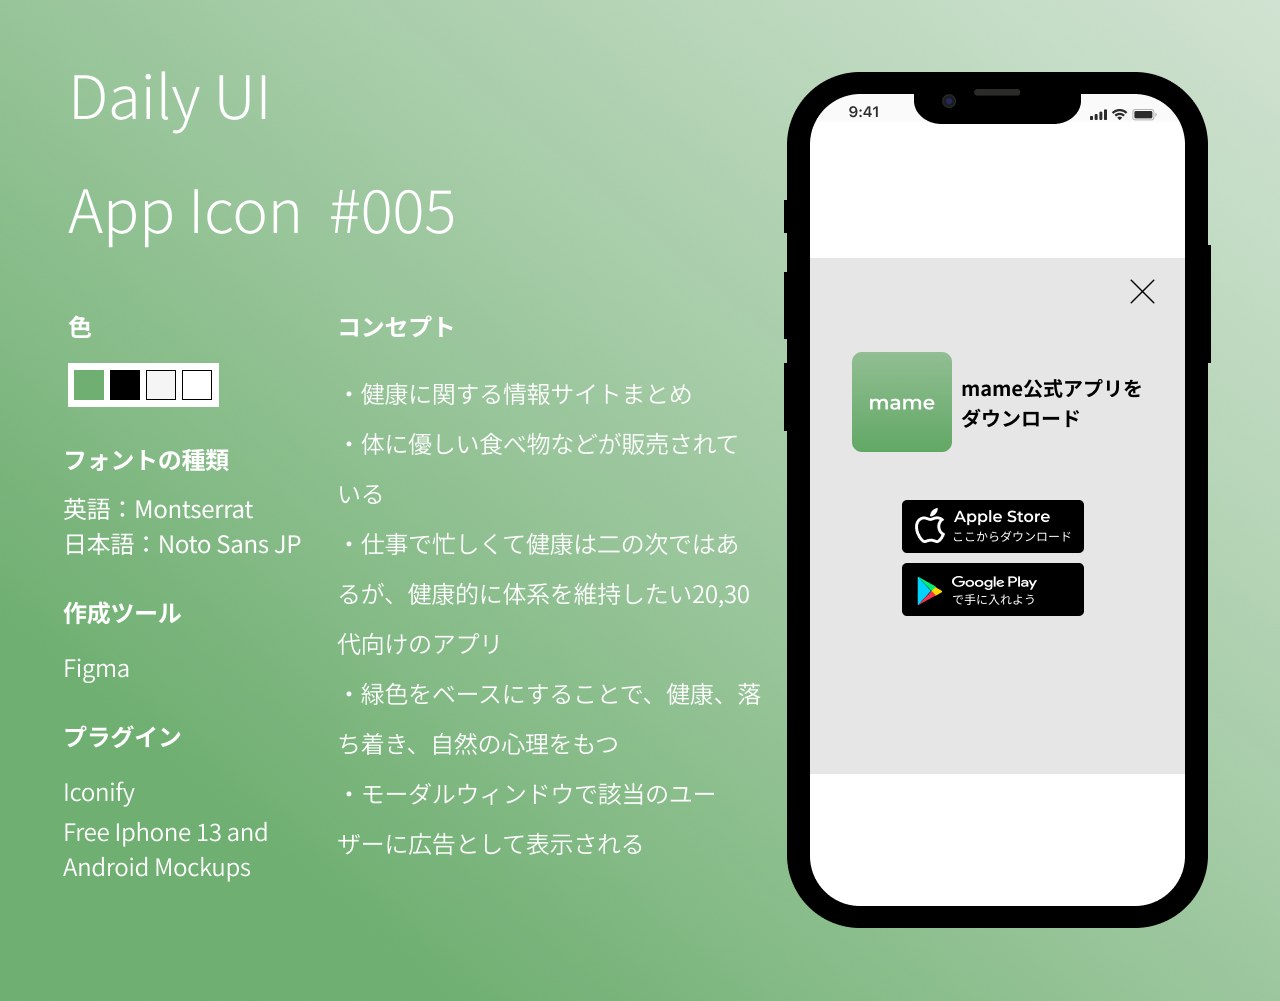 Daily UI
App Icon #005
色
フォントの種類
英語：Montserrat
日本語：Noto Sans JP
作成ツール
Figma
プラグイン
Iconify
Free Iphone 13 and
Android Mockups
コンセプト
・健康に関する情報サイトまとめ
・体に優しい食べ物などが販売されて
いる
・仕事で忙しくて健康は二の次ではあ
るが、健康的に体系を維持したい20,30
代向けのアプリ
・緑色をベースにすることで、健康、落
ち着き、自然の心理をもつ
・モーダルウィンドウで該当のユー
ザーに広告として表示される
9:41
mame
mame公式アプリを
ダウンロード
Apple Store
ここからダウンロード
Google Play
で手に入れよう